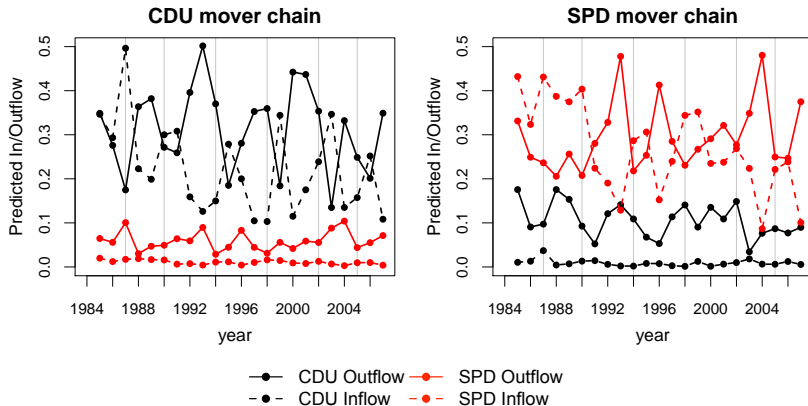 CDU mover chain
SPD mover chain
Predicted In/Outflow
0.5
0.4
0.3
0.2
0.1
0.0
1984 1988 1992 1996 2000 2004
year
Predicted In/Outflow
0.5
0.4
0.3
0.2
0.1
0.0
1984 1988 1992 1996 2000 2004
year
CDU Outflow SPD Outflow
CDU Inflow SPD Inflow